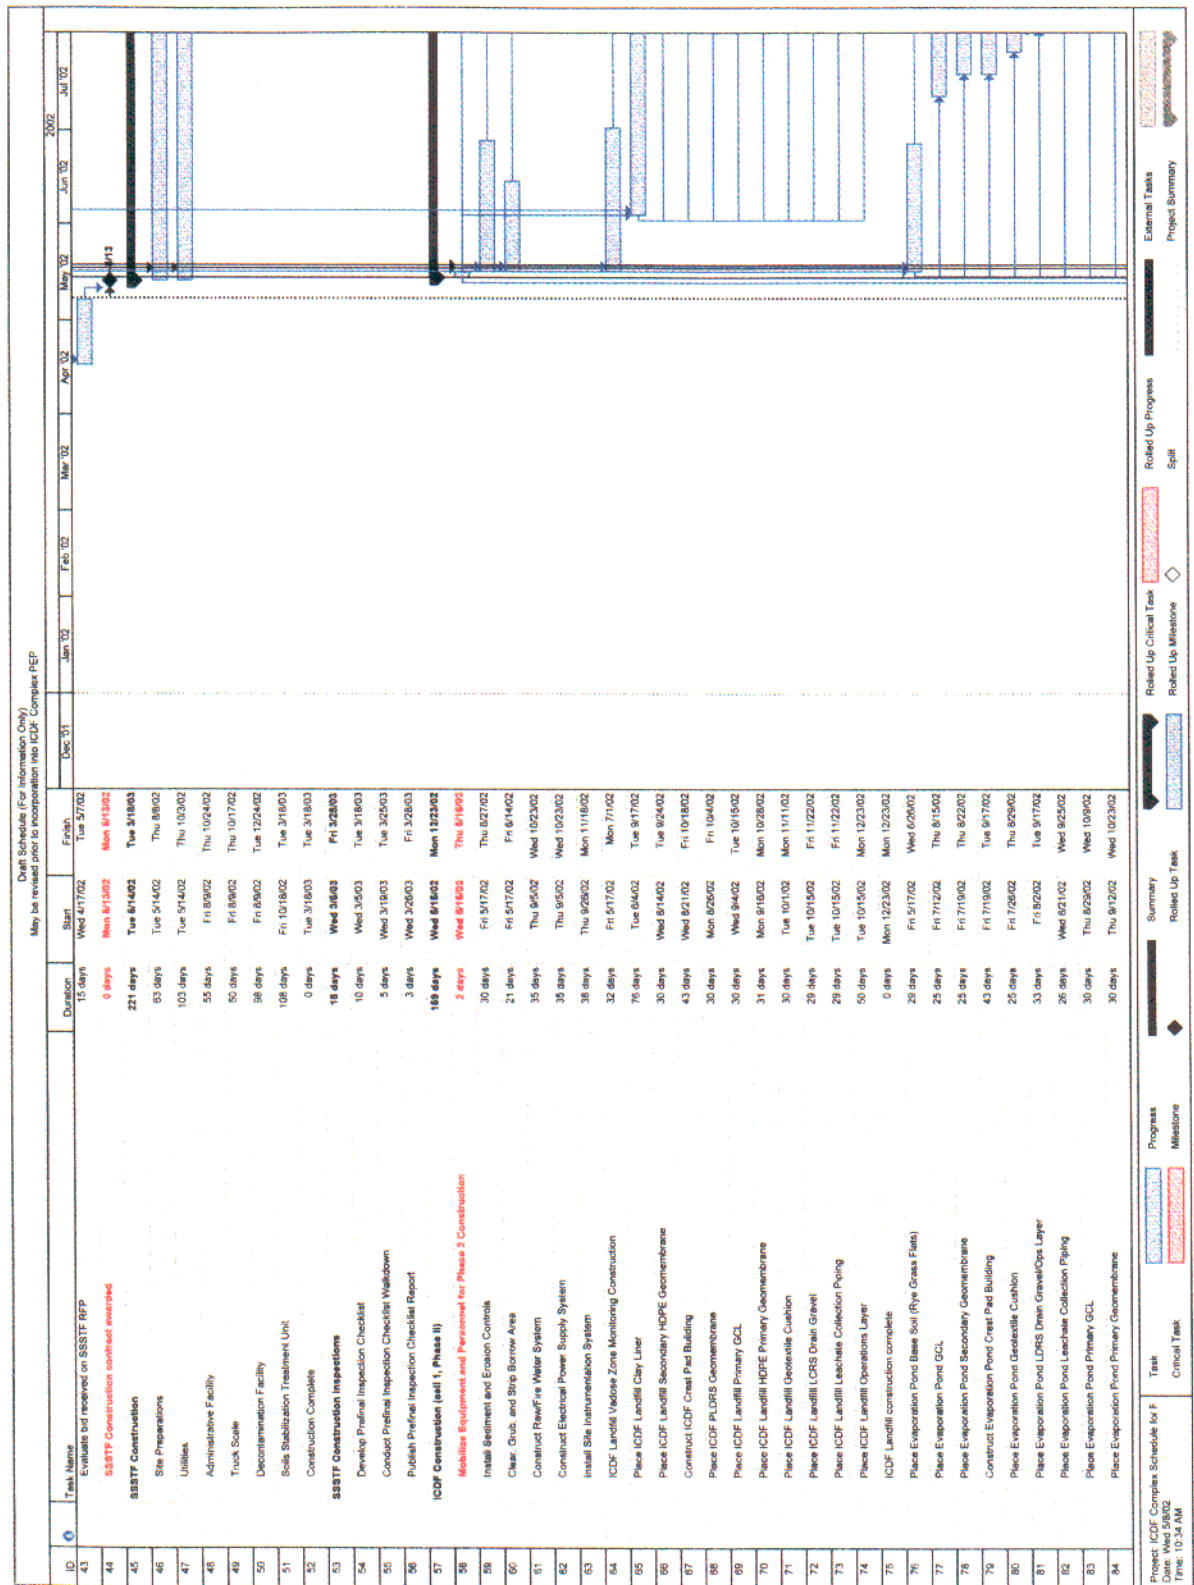 Draft Schedule (For Information Only)
May be revised prior to incorporation into ICDF Complex PEP
2002
ID Task Name Duration Start Finish Dec '01 Jan '02 Feb '02 Mar '02 Apr '02 May '02 Jun '02 Jul '02
43 Evaluate bud received on SSSTF RFP 15 days Wed 4/17/02 Tue 5/7/02
44 SSSTF Construction contract awarded 0 days Mon 5/13/02 Mon 5/13/02 5/13
45 SSSTF Construction 221 days Tue 5/14/02 Tue 3/18/03
46 Site Preparations 63 days Tue 5/14/02 Thu 8/8/02
47 Utilities 103 days Tue 5/14/02 Thu 10/3/02
48 Administrative Facility 55 days Fri 8/9/02 Thu 10/24/02
49 Truck Scale 50 days Fri 8/9/02 Thu 10/17/02
50 Decontamination Facility 98 days Fri 8/9/02 Tue 12/24/02
51 Soils Stabilization Treatment Unit 108 days Fri 10/18/02 Tue 3/18/03
52 Construction Complete 0 days Tue 3/18/03 Tue 3/18/03
53 SSSTF Construction Inspections 18 days Wed 3/5/03 Fri 3/28/03
54 Develop Prefinal Inspection Checklist 10 days Wed 3/5/03 Tue 3/18/03
55 Conduct Prefinal Inspection Checklist Walkdown 5 days Wed 3/19/03 Tue 3/25/03
56 Publish Prefinal Inspection Checklist Report 3 days Wed 3/26/03 Fri 3/28/03
57 ICDF Construction (cell 1, Phase II) 159 days Wed 5/15/02 Mon 12/23/02
58 Mobilize Equipment and Personnel for Phase 2 Construction 2 days Wed 5/15/02 Thu 5/16/02
59 Install Sediment and Erosion Controls 30 days Fri 5/17/02 Thu 6/27/02
60 Clear, Grub, and Strip Borrow Area 21 days Fri 5/17/02 Fri 6/14/02
61 Construct Raw/Fire Water System 35 days Thu 9/5/02 Wed 10/23/02
62 Construct Electrical Power Supply System 35 days Thu 9/5/02 Wed 10/23/02
63 Install Site Instrumentation System 38 days Thu 9/26/02 Mon 11/18/02
64 ICDF Landfill Vadose Zone Monitoring Construction 32 days Fri 5/17/02 Mon 7/1/02
65 Place ICDF Landfill Clay Liner 76 days Tue 6/4/02 Tue 9/17/02
66 Place ICDF Landfill Secondary HDPE Geomembrane 30 days Wed 8/14/02 Tue 9/24/02
67 Construct ICDF Crest Pad Building 43 days Wed 8/21/02 Fri 10/18/02
68 Place ICDF PLDRS Geomembrane 30 days Mon 8/26/02 Fri 10/4/02
69 Place ICDF Landfill Primary GCL 30 days Wed 9/4/02 Tue 10/15/02
70 Place ICDF Landfill HDPE Primary Geomembrane 31 days Mon 9/16/02 Mon 10/28/02
71 Place ICDF Landfill Geotextile Cushion 30 days Tue 10/1/02 Mon 11/11/02
72 Place ICDF Landfill LCRS Drain Gravel 29 days Tue 10/15/02 Fri 11/22/02
73 Place ICDF Landfill Leachate Collection Piping 29 days Tue 10/15/02 Fri 11/22/02
74 Place ICDF Landfill Operations Layer 50 days Tue 10/15/02 Mon 12/23/02
75 ICDF Landfill construction complete 0 days Mon 12/23/02 Mon 12/23/02
76 Place Evaporation Pond Base Soil (Rye Grass Flats) 29 days Fri 5/17/02 Wed 6/26/02
77 Place Evaporation Pond GCL 25 days Fri 7/12/02 Thu 8/15/02
78 Place Evaporation Pond Secondary Geomembrane 25 days Fri 7/19/02 Thu 8/22/02
79 Construct Evaporation Pond Crest Pad Building 43 days Fri 7/19/02 Tue 9/17/02
80 Place Evaporation Pond Geotextile Cushion 25 days Fri 7/26/02 Thu 8/29/02
81 Place Evaporation Pond LDRS Drain Gravel/Ops Layer 33 days Fri 8/2/02 Tue 9/17/02
82 Place Evaporation Pond Leachate Collection Piping 26 days Wed 8/21/02 Wed 9/25/02
83 Place Evaporation Pond Primary GCL 30 days Thu 8/29/02 Wed 10/9/02
84 Place Evaporation Pond Primary Geomembrane 30 days Thu 9/12/02 Wed 10/23/02
Project: ICDF Complex Schedule for F
Date: Wed 5/8/02
Time: 10:34 AM
Task Progress Summary Rolled Up Critical Task Rolled Up Progress External Tasks
Critical Task Milestone Rolled Up Task Rolled Up Milestone Split Project Summary